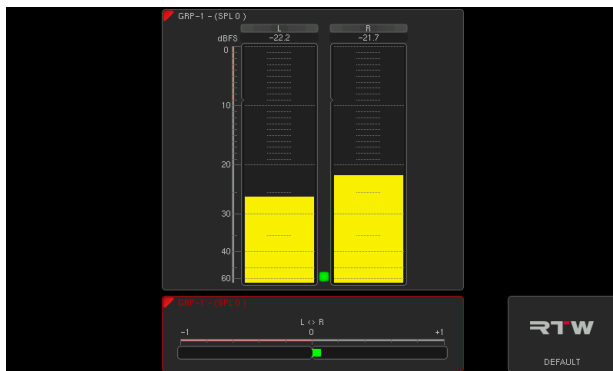 GRP-1 - (SPL 0)
L R
-22.2 -21.7
dBFS
0
10
20
30
40
60
GRP-1 - (SPL 0)
L <> R
-1 0 +1
RTW
DEFAULT